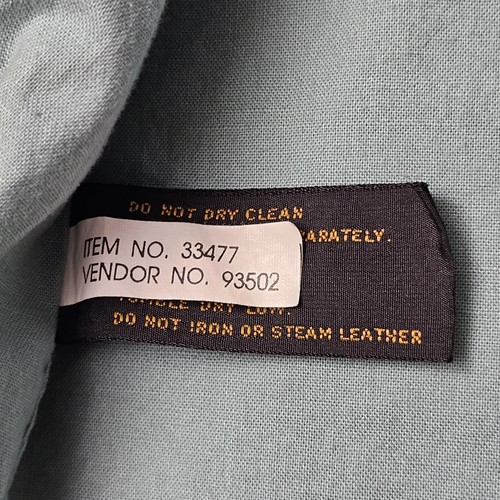 DO NOT DRY CLEAN
ARATELY.
ITEM NO. 33477
VENDOR NO. 93502
TUMBLE DRY LOW.
DO NOT IRON OR STEAM LEATHER